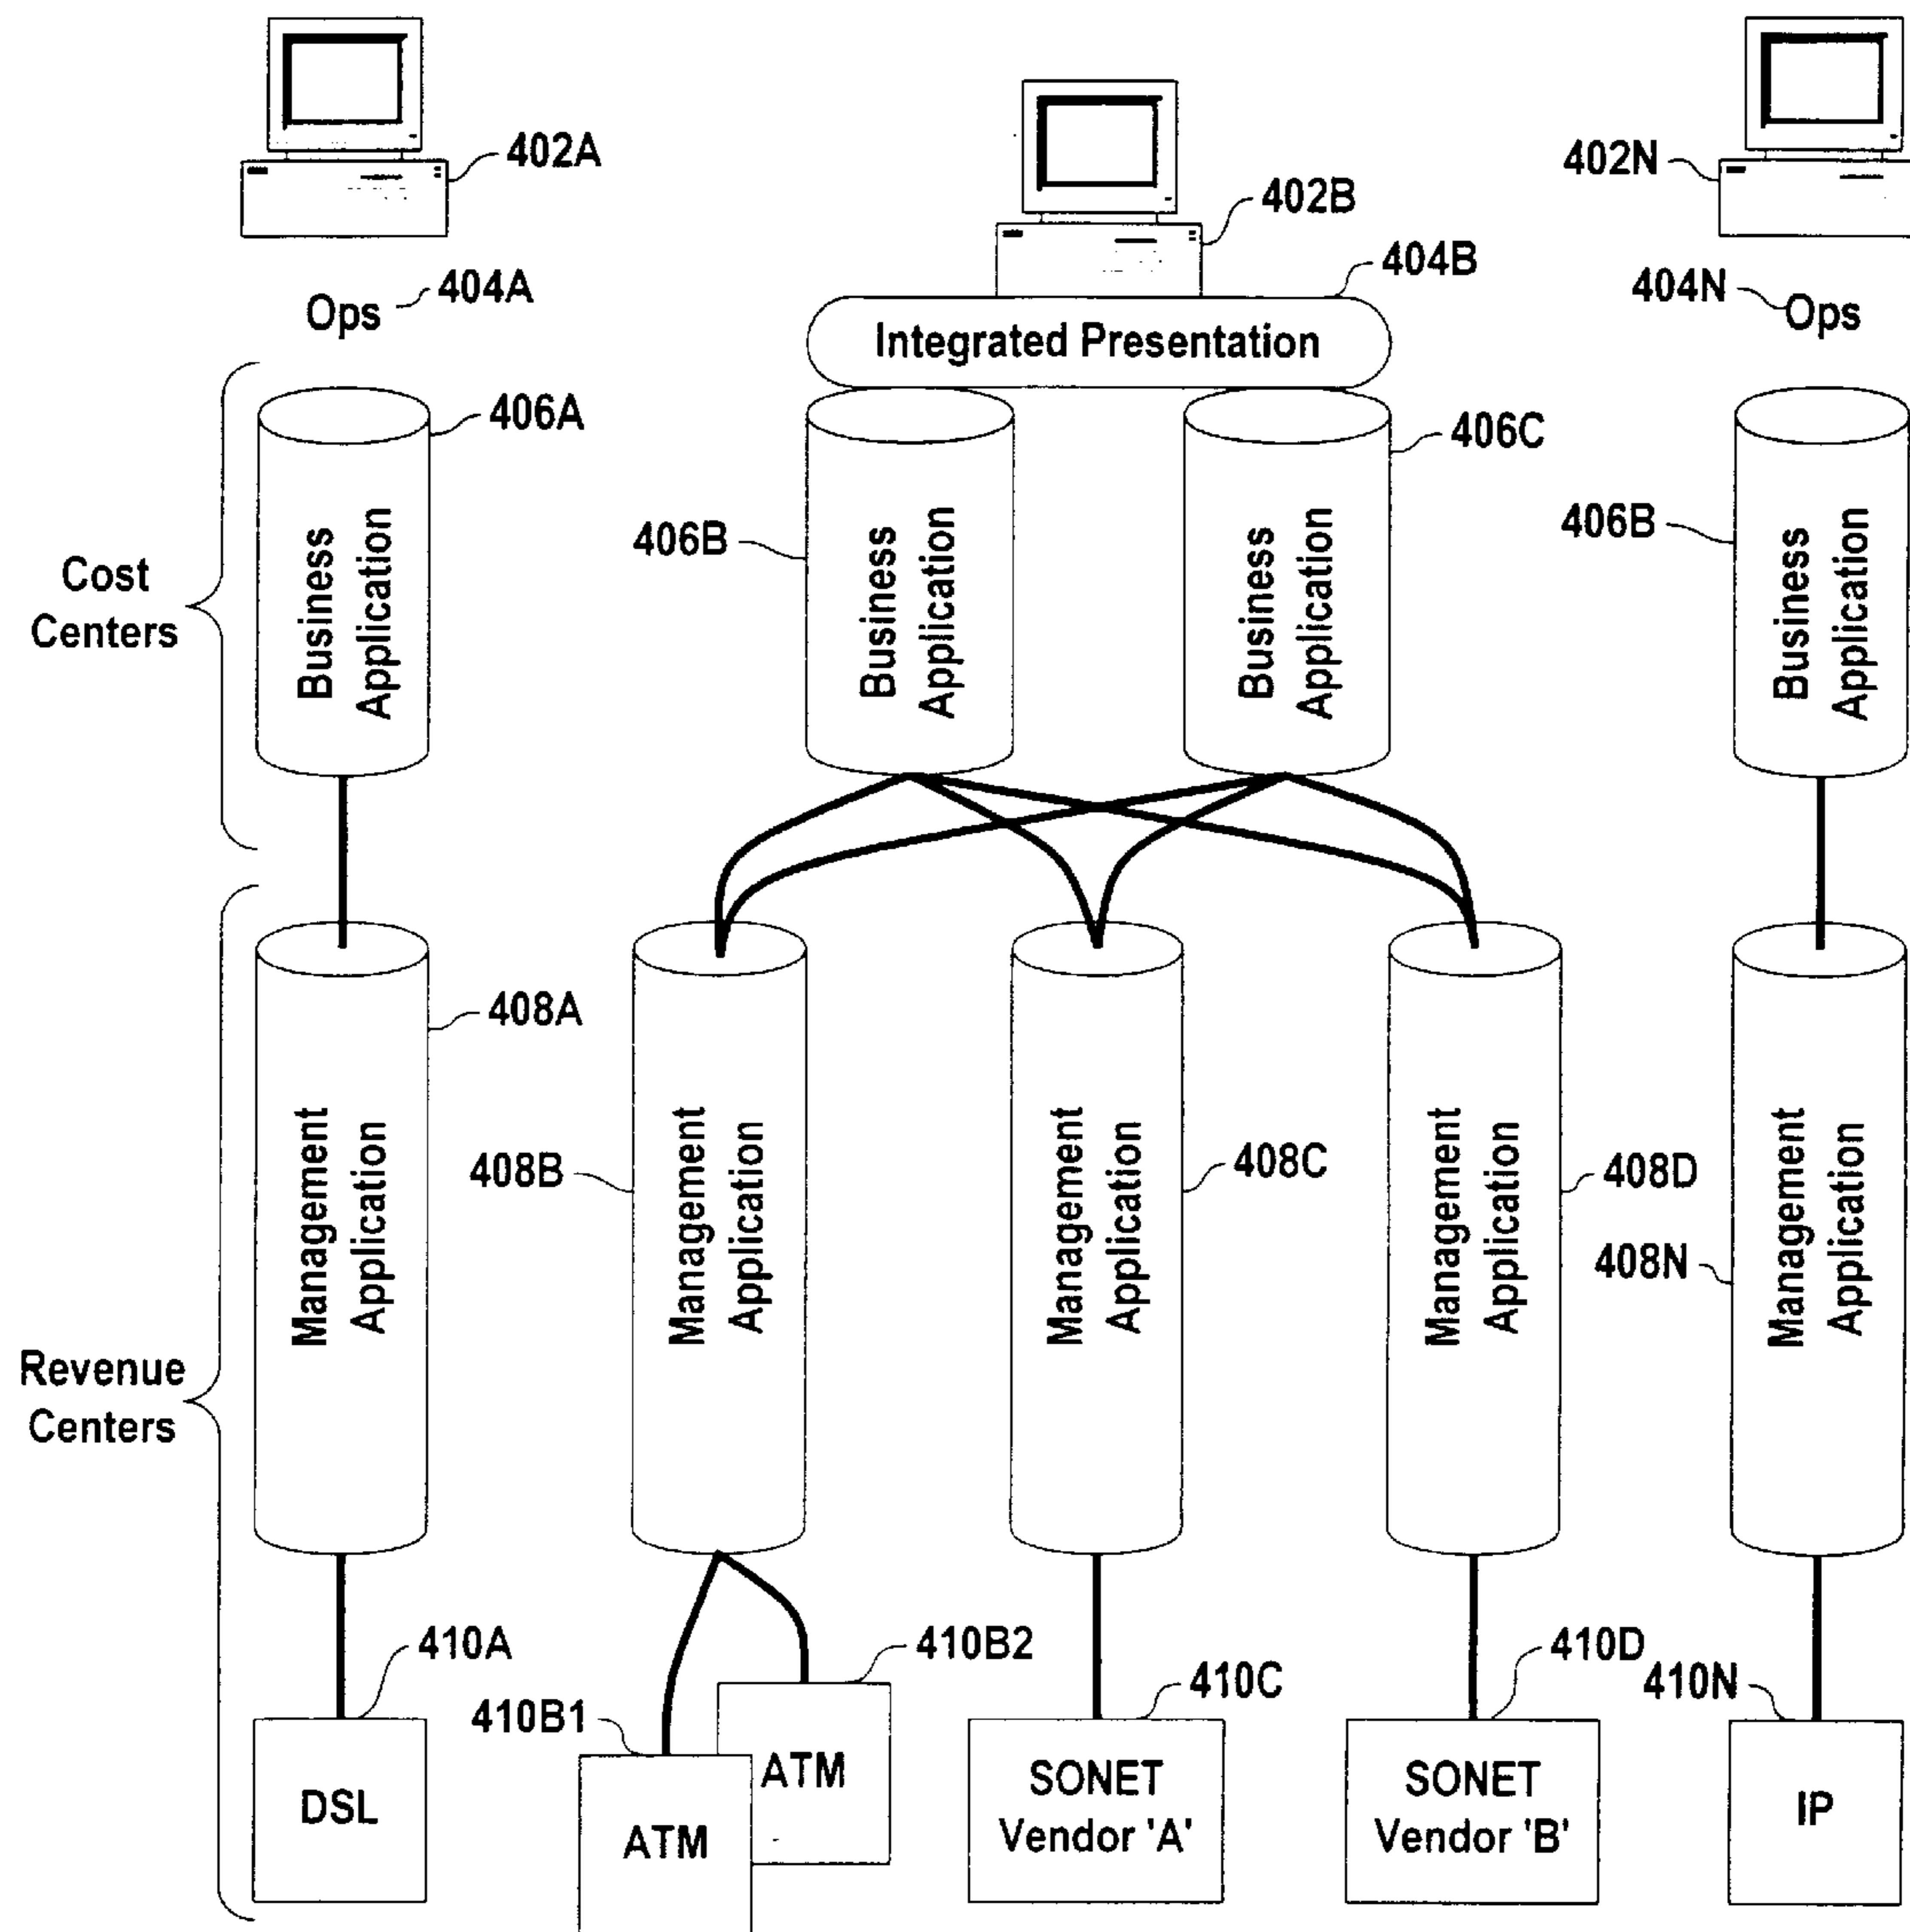 402A
402B
402N
404A
Ops
404B
Integrated Presentation
404N
Ops
Cost
Centers
406A
Business
Application
406B
Business
Application
406C
Business
Application
406B
Business
Application
Revenue
Centers
408A
Management
Application
408B
Management
Application
408C
Management
Application
408D
Management
Application
408N
Management
Application
410A
DSL
410B1
ATM
410B2
ATM
410C
SONET
Vendor 'A'
410D
SONET
Vendor 'B'
410N
IP